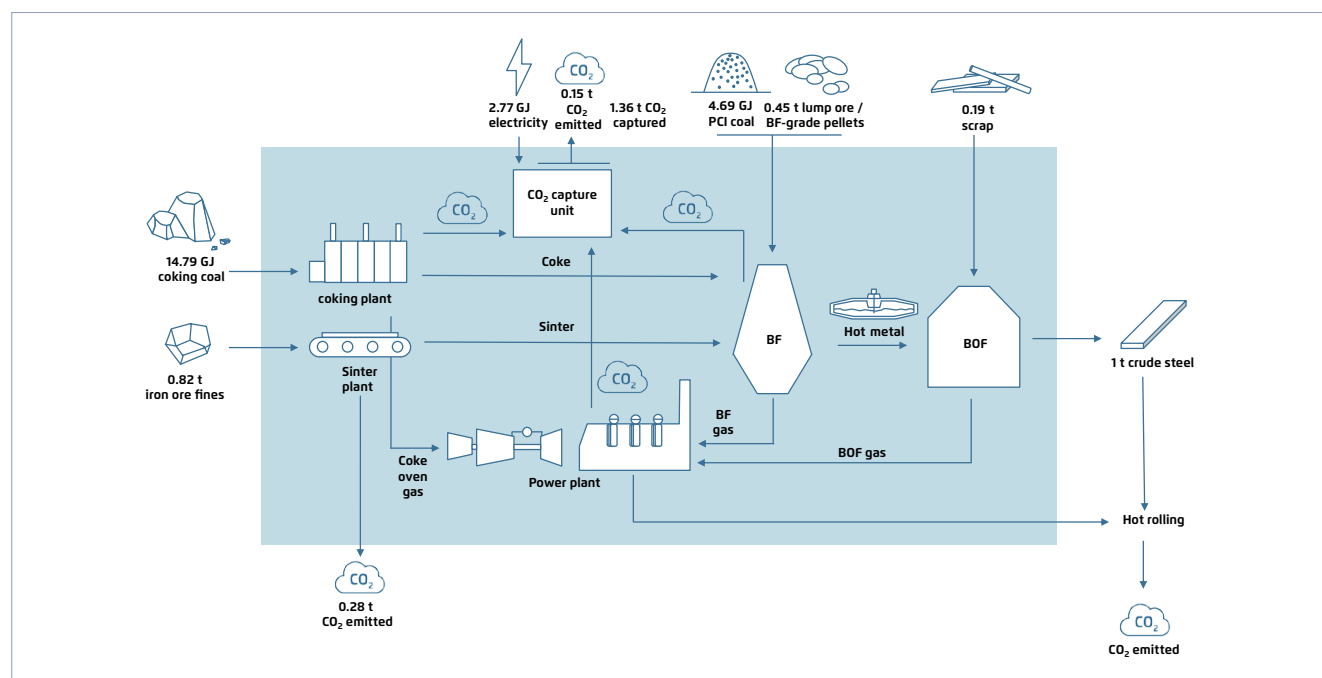 2.77 GJ
electricity
CO₂
0.15 t
CO₂
emitted
1.36 t CO₂
captured
4.69 GJ
PCI coal
0.45 t lump ore /
BF-grade pellets
0.19 t
scrap
CO₂
CO₂ capture
unit
CO₂
14.79 GJ
coking coal
coking plant
Coke
Sinter
BF
Hot metal
BOF
1 t crude steel
0.82 t
iron ore fines
Sinter
plant
CO₂
BF
gas
BOF gas
Coke
oven
gas
Power plant
Hot rolling
CO₂
0.28 t
CO₂ emitted
CO₂
CO₂ emitted